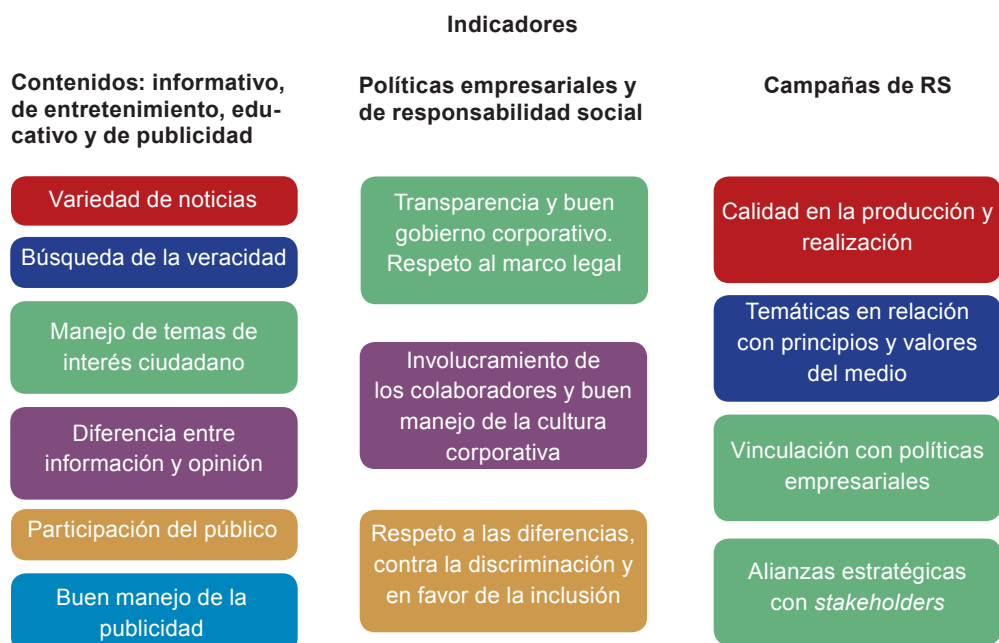 Indicadores
Contenidos: informativo,
de entretenimiento, edu-
cativo y de publicidad
Variedad de noticias
Búsqueda de la veracidad
Manejo de temas de
interés ciudadano
Diferencia entre
información y opinión
Participación del público
Buen manejo de la
publicidad
Políticas empresariales y
de responsabilidad social
Transparencia y buen
gobierno corporativo.
Respeto al marco legal
Involucramiento de
los colaboradores y buen
manejo de la cultura
corporativa
Respeto a las diferencias,
contra la discriminación y
en favor de la inclusión
Campañas de RS
Calidad en la producción y
realización
Temáticas en relación
con principios y valores
del medio
Vinculación con políticas
empresariales
Alianzas estratégicas
con stakeholders